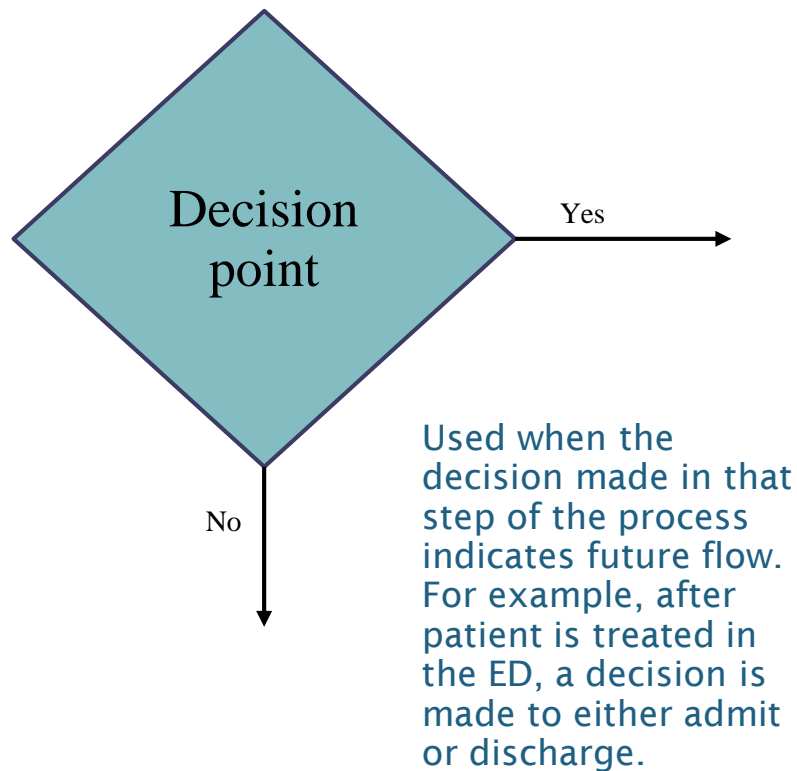 Decision
point
Yes
No
Used when the
decision made in that
step of the process
indicates future flow.
For example, after
patient is treated in
the ED, a decision is
made to either admit
or discharge.